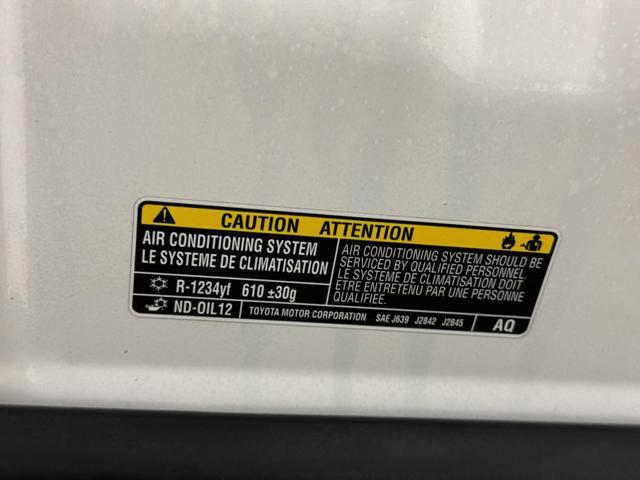 CAUTION ATTENTION
AIR CONDITIONING SYSTEM
LE SYSTEME DE CLIMATISATION
R-1234yf 610 ±30g
ND-OIL12
AIR CONDITIONING SYSTEM SHOULD BE
SERVICED BY QUALIFIED PERSONNEL.
LE SYSTEME DE CLIMATISATION DOIT
ETRE ENTRETENU PAR UNE PERSONNE
QUALIFIEE.
TOYOTA MOTOR CORPORATION SAE J639 J2842 J2845
AQ